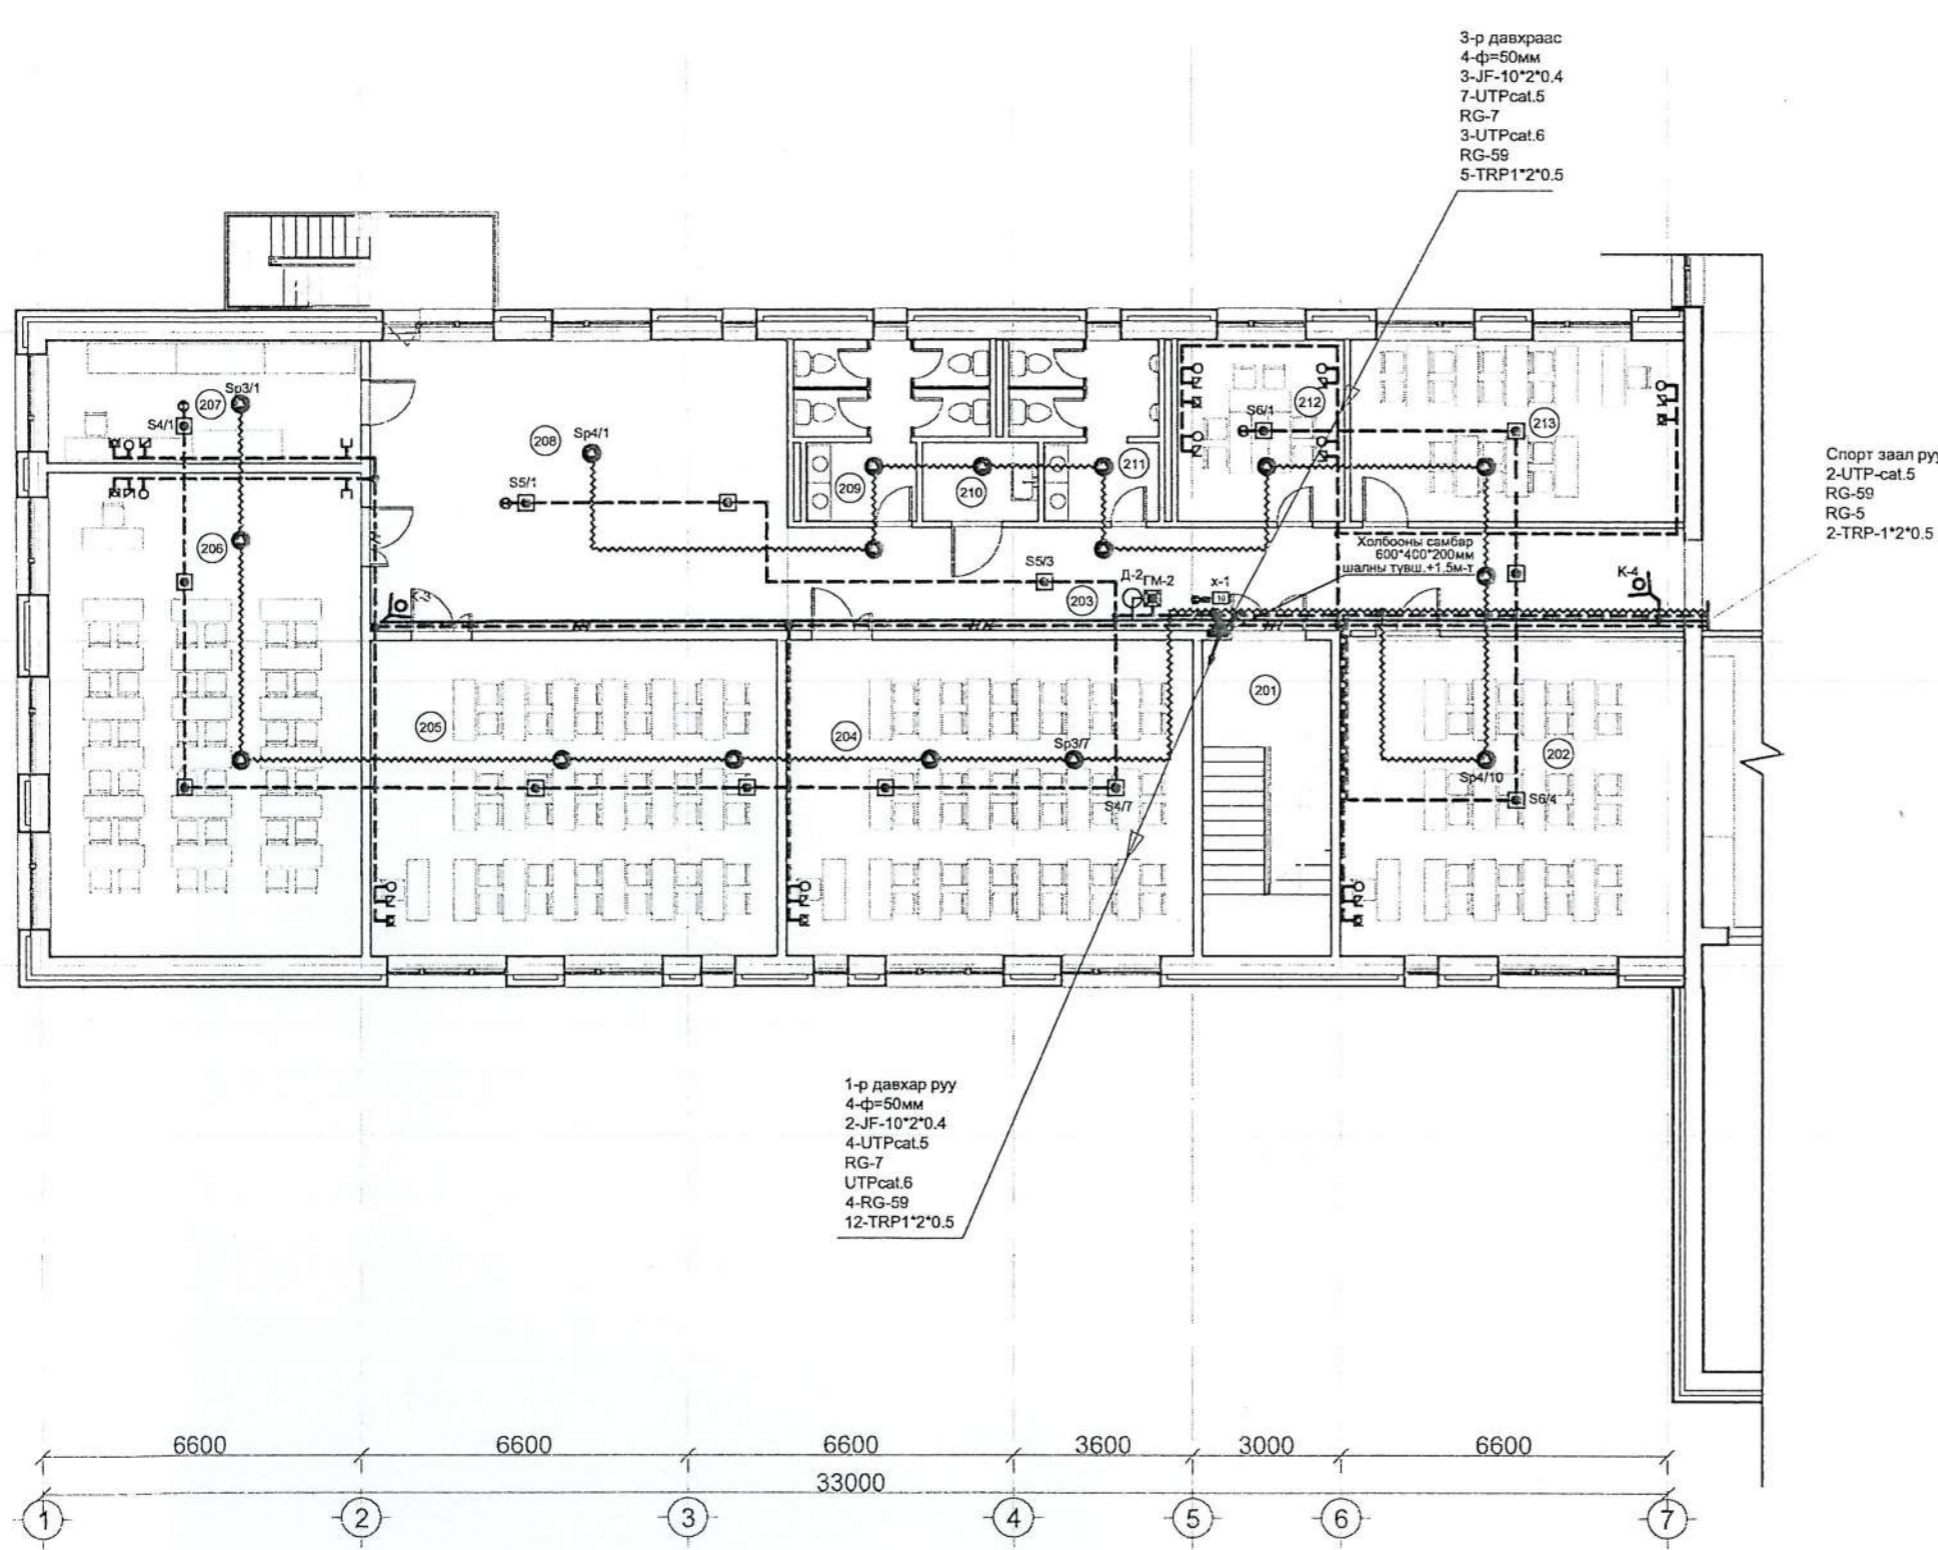 3-р давхраас
4-ф=50мм
3-JF-10*2*0.4
7-UTPcat.5
RG-7
3-UTPcat.6
RG-59
5-TRP1*2*0.5
Sp3/1
207
S4/1
208
Sp4/1
S5/1
209
210
211
S6/1
212
213
Спорт заал руу
2-UTP-cat.5
RG-59
RG-5
2-TRP-1*2*0.5
206
Холбооны самбар
600*400*200мм
шалны түвш.+1.5м-т
S5/3
Д-2
ГМ-2
x-1
10
203
K-4
201
205
204
Sp3/7
S4/7
202
Sp4/10
S6/4
1-р давхар руу
4-ф=50мм
2-JF-10*2*0.4
4-UTPcat.5
RG-7
UTPcat.6
4-RG-59
12-TRP1*2*0.5
6600
6600
6600
3600
3000
6600
33000
1
2
3
4
5
6
7